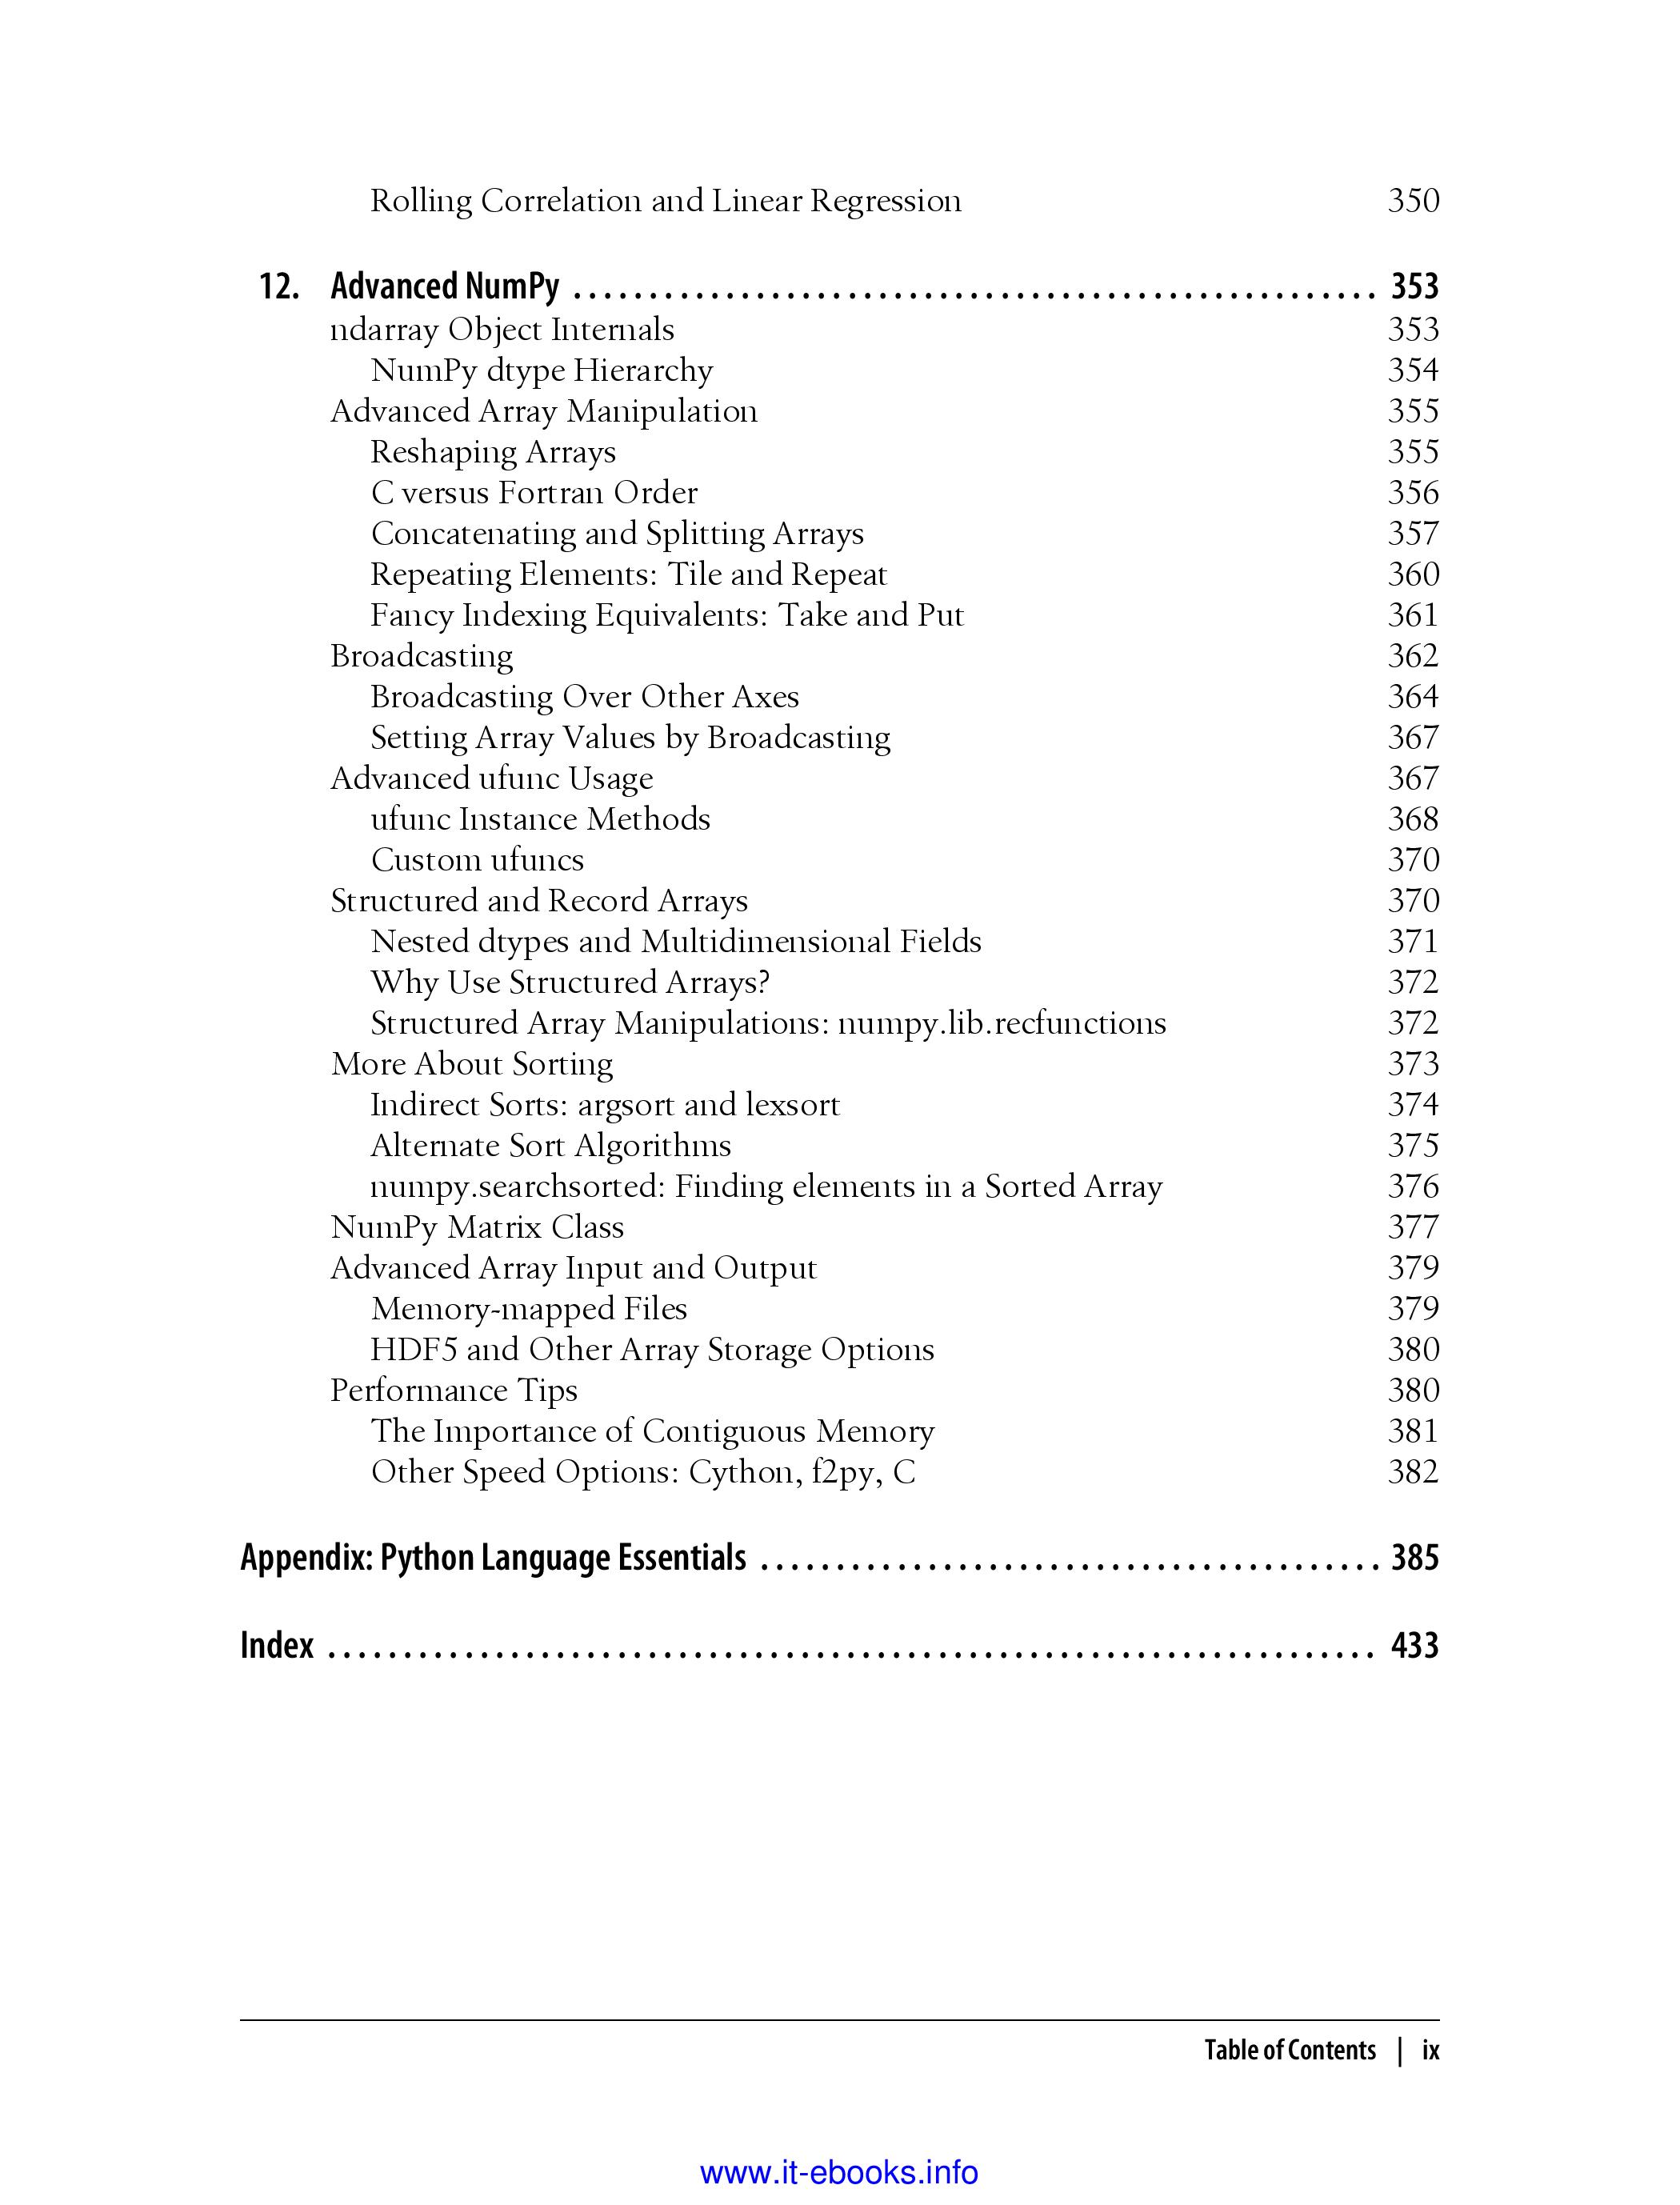 Rolling Correlation and Linear Regression 350
12. Advanced NumPy . . . . . . . . . . . . . . . . . . . . . . . . . . . . . . . . . . . . . . . . . . . . . . . . . . . . . 353
ndarray Object Internals 353
NumPy dtype Hierarchy 354
Advanced Array Manipulation 355
Reshaping Arrays 355
C versus Fortran Order 356
Concatenating and Splitting Arrays 357
Repeating Elements: Tile and Repeat 360
Fancy Indexing Equivalents: Take and Put 361
Broadcasting 362
Broadcasting Over Other Axes 364
Setting Array Values by Broadcasting 367
Advanced ufunc Usage 367
ufunc Instance Methods 368
Custom ufuncs 370
Structured and Record Arrays 370
Nested dtypes and Multidimensional Fields 371
Why Use Structured Arrays? 372
Structured Array Manipulations: numpy.lib.recfunctions 372
More About Sorting 373
Indirect Sorts: argsort and lexsort 374
Alternate Sort Algorithms 375
numpy.searchsorted: Finding elements in a Sorted Array 376
NumPy Matrix Class 377
Advanced Array Input and Output 379
Memory-mapped Files 379
HDF5 and Other Array Storage Options 380
Performance Tips 380
The Importance of Contiguous Memory 381
Other Speed Options: Cython, f2py, C 382
Appendix: Python Language Essentials . . . . . . . . . . . . . . . . . . . . . . . . . . . . . . . . . . . . . . . . . 385
Index . . . . . . . . . . . . . . . . . . . . . . . . . . . . . . . . . . . . . . . . . . . . . . . . . . . . . . . . . . . . . . . . . . . . . 433
Table of Contents | ix
www.it-ebooks.info